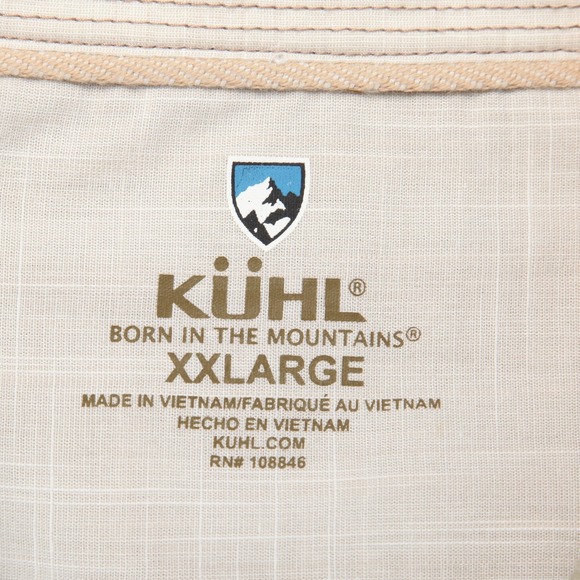 KÜHL®
BORN IN THE MOUNTAINS®
XXLARGE
MADE IN VIETNAM/FABRIQUÉ AU VIETNAM
HECHO EN VIETNAM
KUHL.COM
RN# 108846